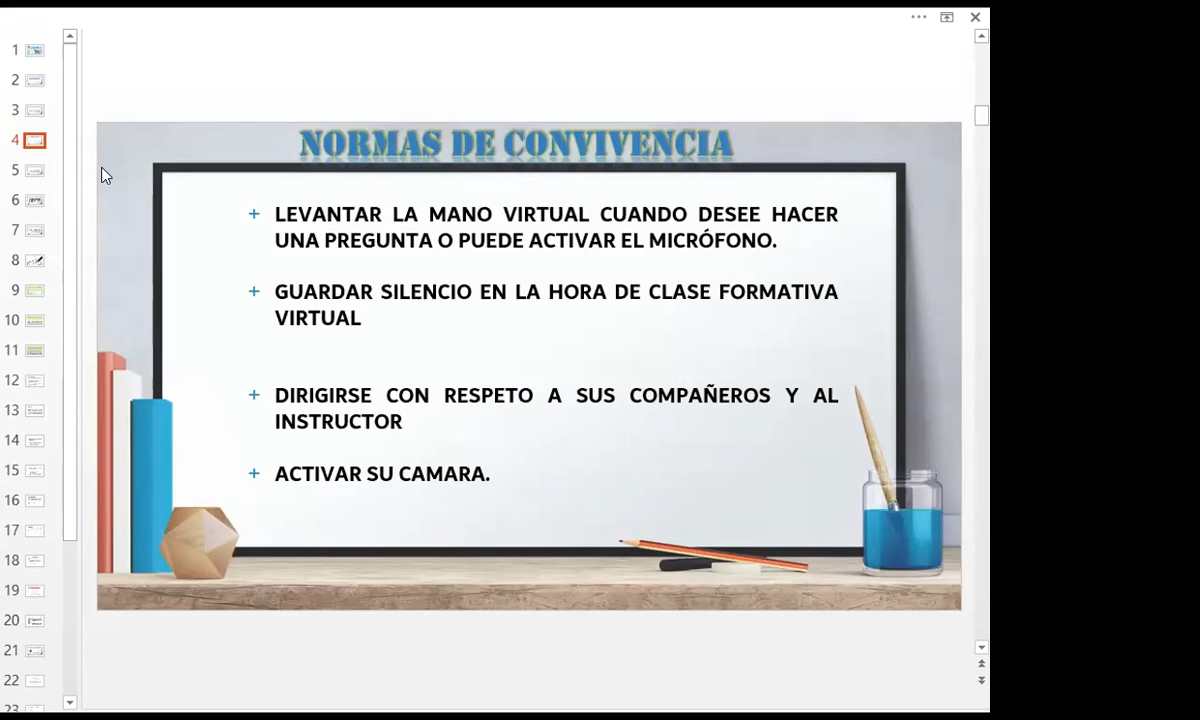 NORMAS DE CONVIVENCIA
+ LEVANTAR LA MANO VIRTUAL CUANDO DESEE HACER
UNA PREGUNTA O PUEDE ACTIVAR EL MICRÓFONO.
+ GUARDAR SILENCIO EN LA HORA DE CLASE FORMATIVA
VIRTUAL
+ DIRIGIRSE CON RESPETO A SUS COMPAÑEROS Y AL
INSTRUCTOR
+ ACTIVAR SU CAMARA.
1
2
3
4
5
6
7
8
9
10
11
12
13
14
15
16
17
18
19
20
21
22
23